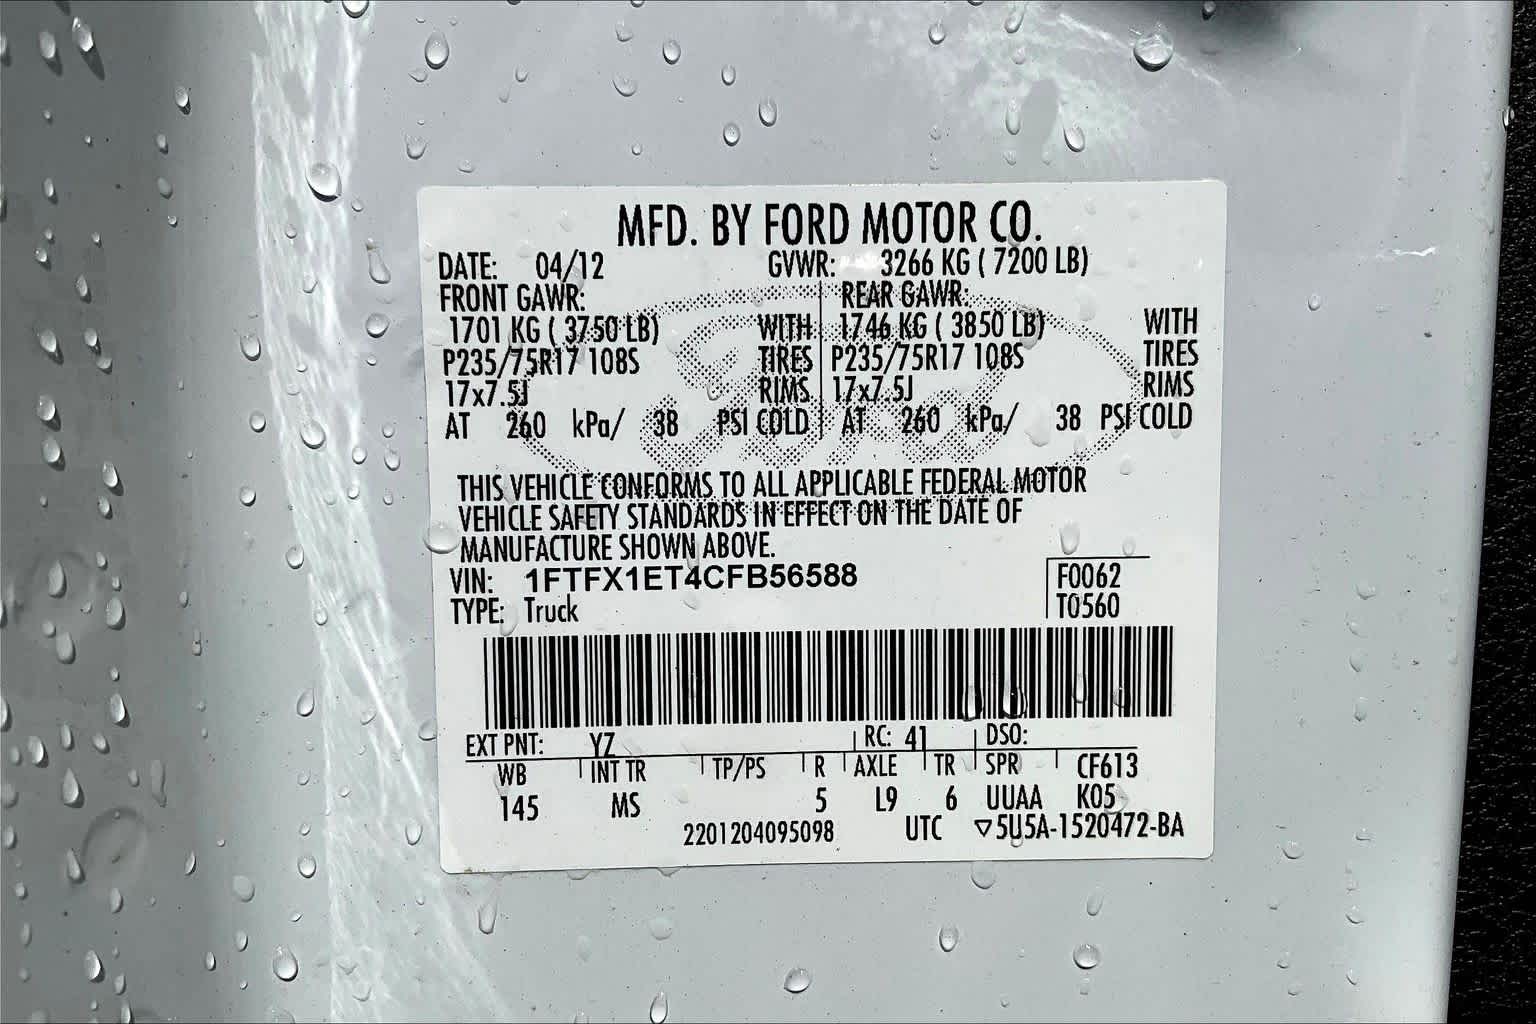 MFD. BY FORD MOTOR CO.
DATE: 04/12 GVWR: 3266 KG ( 7200 LB)
FRONT GAWR: REAR GAWR:
1701 KG ( 3750 LB) WITH 1746 KG ( 3850 LB) WITH
P235/75R17 108S TIRES P235/75R17 108S TIRES
17x7.5J RIMS 17x7.5J RIMS
AT 260 kPa/ 38 PSI COLD AT 260 kPa/ 38 PSI COLD
Ford
THIS VEHICLE CONFORMS TO ALL APPLICABLE FEDERAL MOTOR
VEHICLE SAFETY STANDARDS IN EFFECT ON THE DATE OF
MANUFACTURE SHOWN ABOVE.
VIN: 1FTFX1ET4CFB56588 F0062
TYPE: Truck T0560
EXT PNT: YZ RC: 41 DSO:
WB INT TR TP/PS R AXLE TR SPR CF613
145 MS 5 L9 6 UUAA K05
2201204095098 UTC ▽5U5A-1520472-BA